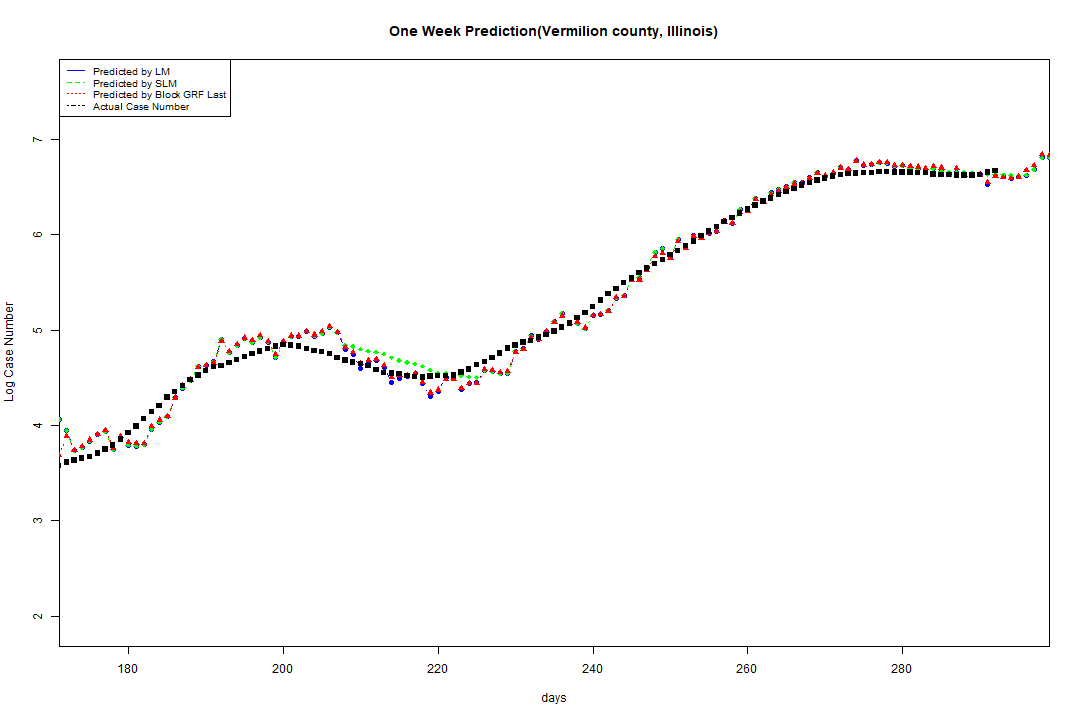 One Week Prediction(Vermilion county, Illinois)
Predicted by LM
Predicted by SLM
Predicted by Block GRF Last
Actual Case Number
Log Case Number
7
6
5
4
3
2
180 200 220 240 260 280
days